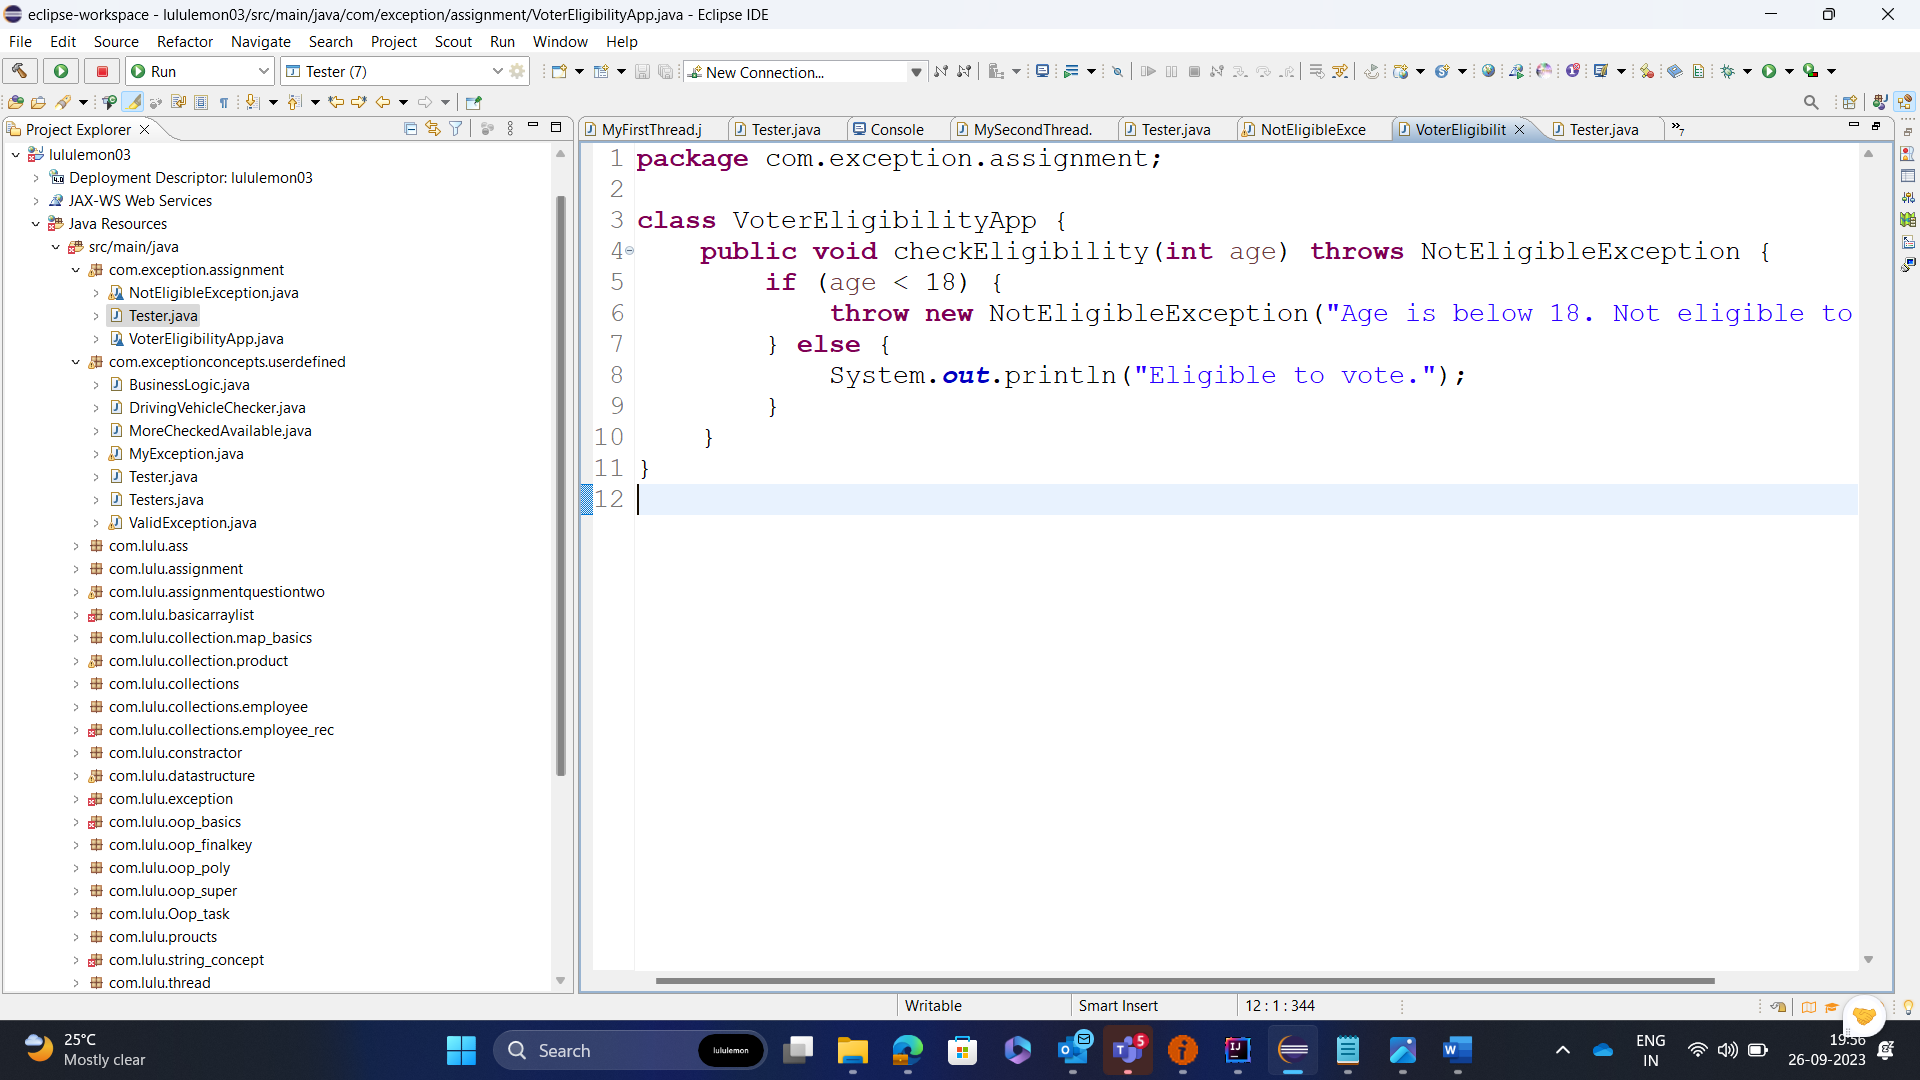 eclipse-workspace - lululemon03/src/main/java/com/exception/assignment/VoterEligibilityApp.java - Eclipse IDE
File Edit Source Refactor Navigate Search Project Scout Run Window Help
Run Tester (7) New Connection...
Project Explorer
MyFirstThread.j Tester.java Console MySecondThread. Tester.java NotEligibleExce VoterEligibilit Tester.java »7
lululemon03
Deployment Descriptor: lululemon03
JAX-WS Web Services
Java Resources
src/main/java
com.exception.assignment
NotEligibleException.java
Tester.java
VoterEligibilityApp.java
com.exceptionconcepts.userdefined
BusinessLogic.java
DrivingVehicleChecker.java
MoreCheckedAvailable.java
MyException.java
Tester.java
Testers.java
ValidException.java
com.lulu.ass
com.lulu.assignment
com.lulu.assignmentquestiontwo
com.lulu.basicarraylist
com.lulu.collection.map_basics
com.lulu.collection.product
com.lulu.collections
com.lulu.collections.employee
com.lulu.collections.employee_rec
com.lulu.constractor
com.lulu.datastructure
com.lulu.exception
com.lulu.oop_basics
com.lulu.oop_finalkey
com.lulu.oop_poly
com.lulu.oop_super
com.lulu.Oop_task
com.lulu.proucts
com.lulu.string_concept
com.lulu.thread
1 package com.exception.assignment;
2
3 class VoterEligibilityApp {
4 public void checkEligibility(int age) throws NotEligibleException {
5 if (age < 18) {
6 throw new NotEligibleException("Age is below 18. Not eligible to
7 } else {
8 System.out.println("Eligible to vote.");
9 }
10 }
11 }
12
Writable Smart Insert 12 : 1 : 344
25°C
Mostly clear
Search lululemon
5
ENG
IN
19:56
26-09-2023